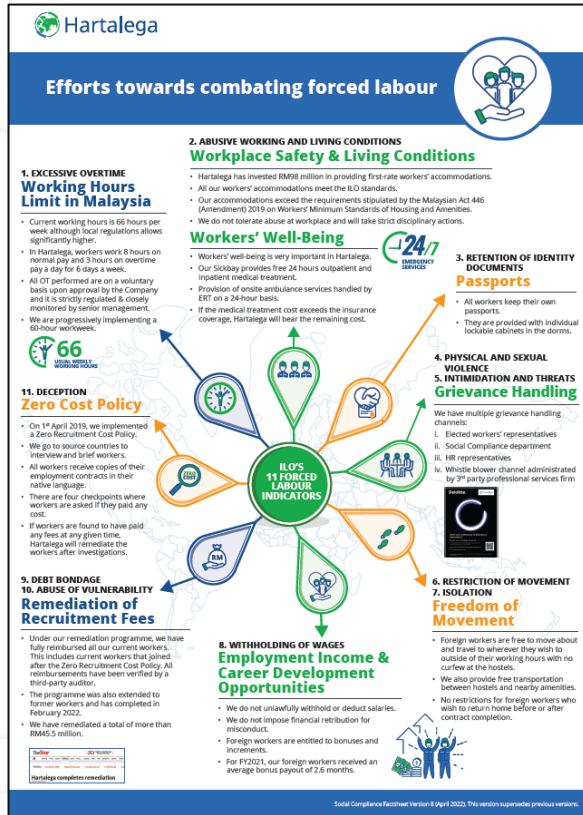 Hartalega
Efforts towards combating forced labour
1. EXCESSIVE OVERTIME
Working Hours
Limit in Malaysia
• Current working is 66 hours per
week although local regulations allows
significantly higher.
• In Hartalega, workers work 8 hours on
normal pay and 3 hours on overtime
pay a day for 6 days a week.
• All OT performed are on a voluntary
basis upon approval by the Company
and it is strictly regulated & closely
monitored by senior management.
• We are progressively implementing a
60-hour workweek.
66
USUAL WEEKLY
WORKING HOURS
2. ABUSIVE WORKING AND LIVING CONDITIONS
Workplace Safety & Living Conditions
• Hartalega has invested RM98 million in providing first-rate workers' accommodations.
• All our workers' accommodations meet the ILO standards.
• Our accommodations exceed the requirements stipulated by the Malaysian Act 446
(Amendment) 2019 on Workers' Minimum Standards of Housing and Amenities.
• We do not tolerate abuse at workplace and will take strict disciplinary actions.
Workers' Well-Being
• Workers' well-being is very important in Hartalega.
• Our Sickbay provides free 24 hours outpatient and
inpatient medical treatment.
• Provision of onsite ambulance services handled by
ERT on a 24-hour basis.
• If the medical treatment cost exceeds the insurance
coverage, Hartalega will bear the remaining cost.
24/7
EMERGENCY
SERVICES
3. RETENTION OF IDENTITY
DOCUMENTS
Passports
• All workers keep their own
passports.
• They are provided with individual
lockable cabinets in the dorms.
4. PHYSICAL AND SEXUAL
VIOLENCE
5. INTIMIDATION AND THREATS
Grievance Handling
We have multiple grievance handling
channels:
i. Elected workers' representatives
ii. Social Compliance department
iii. HR representatives
iv. Whistle blower channel administrated
by 3rd party professional services firm
Deloitte.
6. RESTRICTION OF MOVEMENT
7. ISOLATION
Freedom of
Movement
• Foreign workers are free to move about
and travel to wherever they wish to
outside of their working hours with no
curfew at the hostels.
• We also provide free transportation
between hostels and nearby amenities.
• No restrictions for foreign workers who
wish to return home before or after
contract completion.
8. WITHHOLDING OF WAGES
Employment Income &
Career Development
Opportunities
• We do not unlawfully withhold or deduct salaries.
• We do not impose financial retribution for
misconduct.
• Foreign workers are entitled to bonuses and
increments.
• For FY2021, our foreign workers received an
average bonus payout of 2.6 months.
9. DEBT BONDAGE
10. ABUSE OF VULNERABILITY
Remediation of
Recruitment Fees
• Under our remediation programme, we have
fully reimbursed all our current workers.
This includes current workers that joined
after the Zero Recruitment Cost Policy. All
reimbursements have been verified by a
third-party auditor.
• The programme was also extended to
former workers and has completed in
February 2022.
• We have remediated a total of more than
RM45.5 million.
TheStar
Hartalega completes remediation
11. DECEPTION
Zero Cost Policy
• On 1st April 2019, we implemented
a Zero Recruitment Cost Policy.
• We go to source countries to
interview and brief workers.
• All workers receive copies of their
employment contracts in their
native language.
• There are four checkpoints where
workers are asked if they paid any
cost.
• If workers are found to have paid
any fees at any given time,
Hartalega will remediate the
workers after investigations.
ILO'S
11 FORCED
LABOUR
INDICATORS
ZERO
COST
RM
Social Compliance Factsheet Version 8 (April 2022). This version supersedes previous versions.